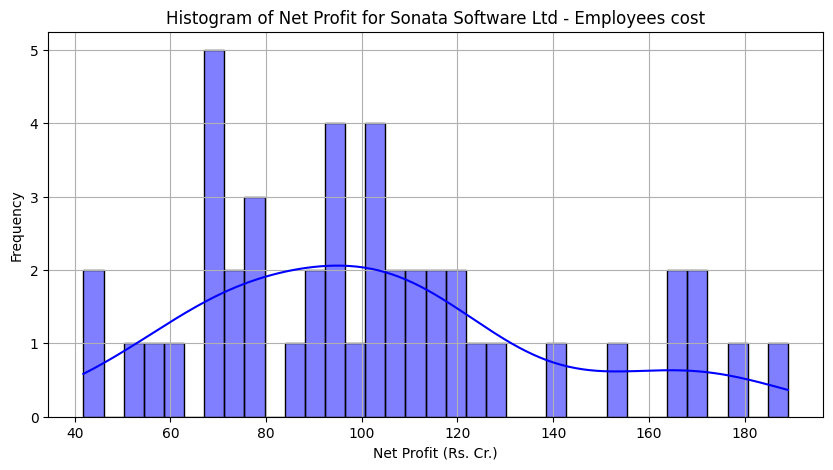 Histogram of Net Profit for Sonata Software Ltd - Employees cost
5
4
3
2
1
0
Frequency
40 60 80 100 120 140 160 180
Net Profit (Rs. Cr.)